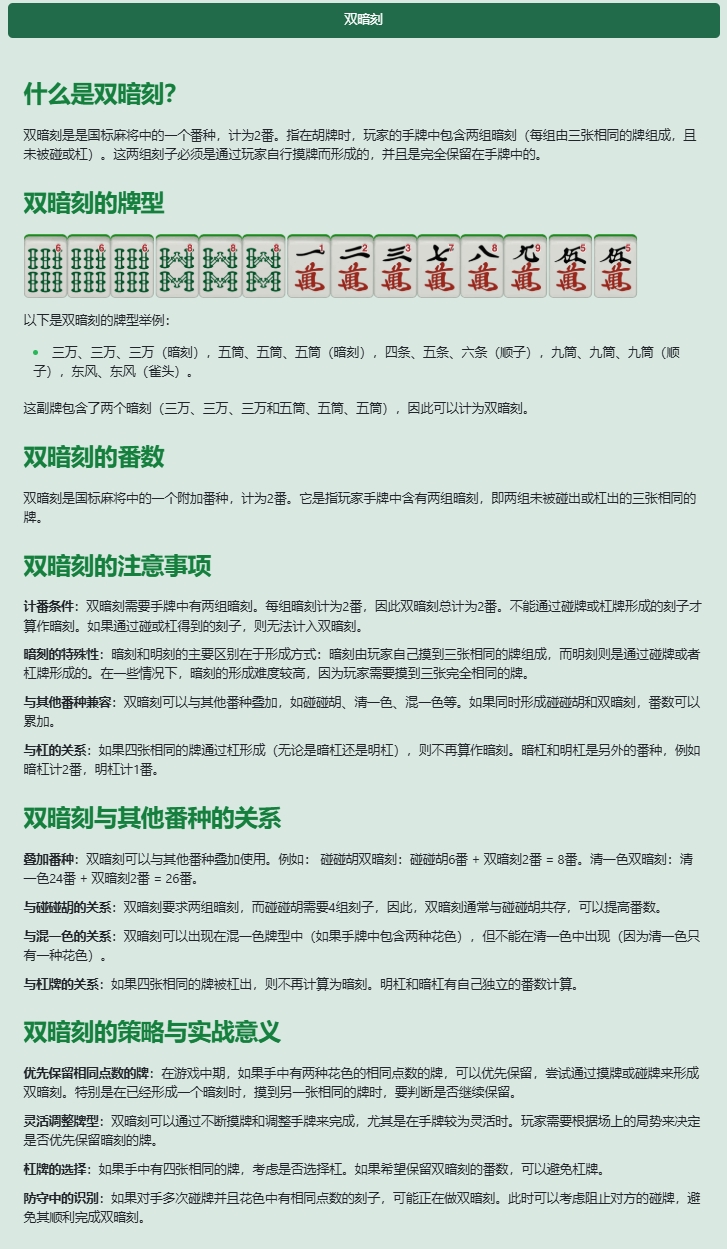 双暗刻
什么是双暗刻？
双暗刻是是国标麻将中的一个番种，计为2番。指在胡牌时，玩家的手牌中包含两组暗刻（每组由三张相同的牌组成，且
未被碰或杠）。这两组刻子必须是通过玩家自行摸牌而形成的，并且是完全保留在手牌中的。
双暗刻的牌型
6 6 6 8 8 8 一1萬 二2萬 三3萬 七7萬 八8萬 九9萬 伍5萬 伍5萬
以下是双暗刻的牌型举例：
• 三万、三万、三万（暗刻），五筒、五筒、五筒（暗刻），四条、五条、六条（顺子），九筒、九筒、九筒（顺
子），东风、东风（雀头）。
这副牌包含了两个暗刻（三万、三万、三万和五筒、五筒、五筒），因此可以计为双暗刻。
双暗刻的番数
双暗刻是国标麻将中的一个附加番种，计为2番。它是指玩家手牌中含有两组暗刻，即两组未被碰出或杠出的三张相同的
牌。
双暗刻的注意事项
计番条件：双暗刻需要手牌中有两组暗刻。每组暗刻计为2番，因此双暗刻总计为2番。不能通过碰牌或杠牌形成的刻子才
算作暗刻。如果通过碰或杠得到的刻子，则无法计入双暗刻。
暗刻的特殊性：暗刻和明刻的主要区别在于形成方式：暗刻由玩家自己摸到三张相同的牌组成，而明刻则是通过碰牌或者
杠牌形成的。在一些情况下，暗刻的形成难度较高，因为玩家需要摸到三张完全相同的牌。
与其他番种兼容：双暗刻可以与其他番种叠加，如碰碰胡、清一色、混一色等。如果同时形成碰碰胡和双暗刻，番数可以
累加。
与杠的关系：如果四张相同的牌通过杠形成（无论是暗杠还是明杠），则不再算作暗刻。暗杠和明杠是另外的番种，例如
暗杠计2番，明杠计1番。
双暗刻与其他番种的关系
叠加番种：双暗刻可以与其他番种叠加使用。例如： 碰碰胡双暗刻：碰碰胡6番 + 双暗刻2番 = 8番。清一色双暗刻：清
一色24番 + 双暗刻2番 = 26番。
与碰碰胡的关系：双暗刻要求两组暗刻，而碰碰胡需要4组刻子，因此，双暗刻通常与碰碰胡共存，可以提高番数。
与混一色的关系：双暗刻可以出现在混一色牌型中（如果手牌中包含两种花色），但不能在清一色中出现（因为清一色只
有一种花色）。
与杠牌的关系：如果四张相同的牌被杠出，则不再计算为暗刻。明杠和暗杠有自己独立的番数计算。
双暗刻的策略与实战意义
优先保留相同点数的牌：在游戏中期，如果手中有两种花色的相同点数的牌，可以优先保留，尝试通过摸牌或碰牌来形成
双暗刻。特别是在已经形成一个暗刻时，摸到另一张相同的牌时，要判断是否继续保留。
灵活调整牌型：双暗刻可以通过不断摸牌和调整手牌来完成，尤其是在手牌较为灵活时。玩家需要根据场上的局势来决定
是否优先保留暗刻的牌。
杠牌的选择：如果手中有四张相同的牌，考虑是否选择杠。如果希望保留双暗刻的番数，可以避免杠牌。
防守中的识别：如果对手多次碰牌并且花色中有相同点数的刻子，可能正在做双暗刻。此时可以考虑阻止对方的碰牌，避
免其顺利完成双暗刻。